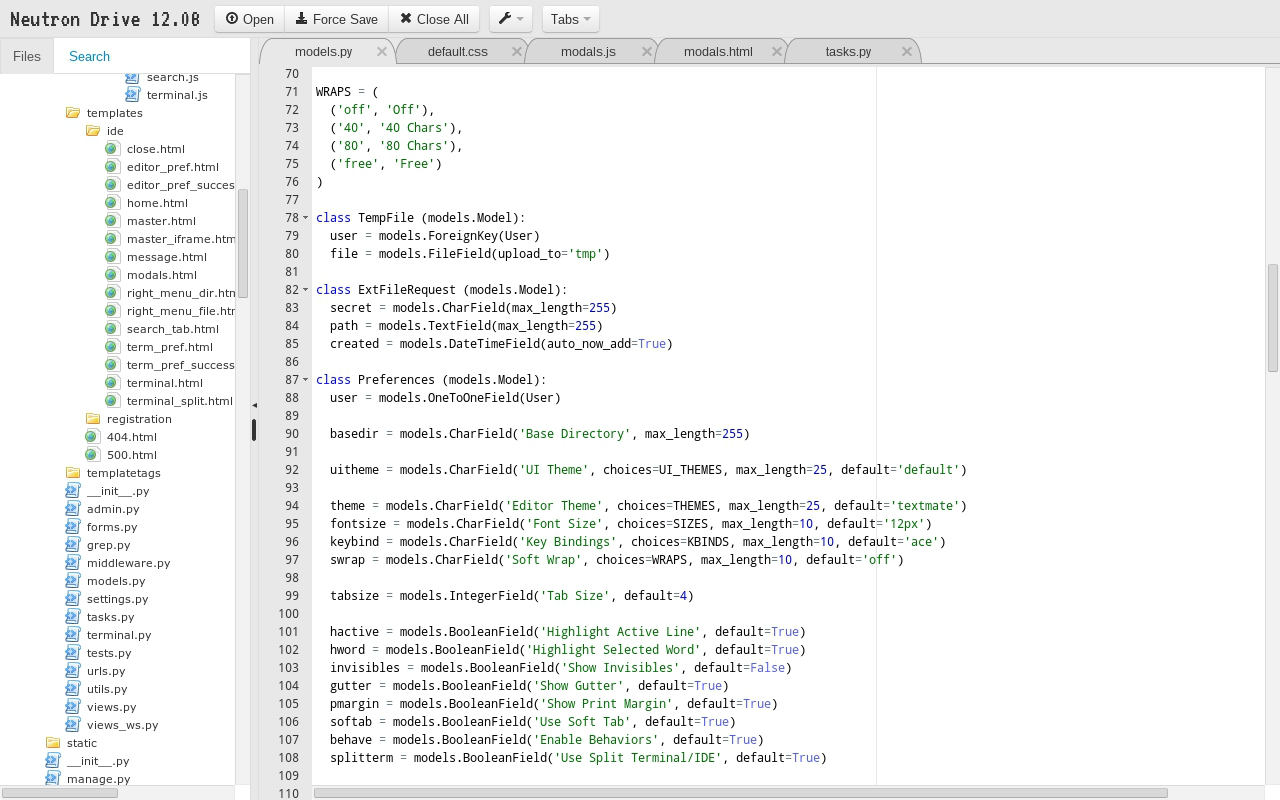 Neutron Drive 12.08
Open
Force Save
Close All
Tabs
Files
Search
search.js
terminal.js
templates
ide
close.html
editor_pref.html
editor_pref_succes
home.html
master.html
master_iframe.htm
message.html
modals.html
right_menu_dir.htn
right_menu_file.htr
search_tab.html
term_pref.html
term_pref_success
terminal.html
terminal_split.html
registration
404.html
500.html
templatetags
__init__.py
admin.py
forms.py
grep.py
middleware.py
models.py
settings.py
tasks.py
terminal.py
tests.py
urls.py
utils.py
views.py
views_ws.py
static
__init__.py
manage.py
models.py
default.css
modals.js
modals.html
tasks.py
70
71 WRAPS = (
72   ('off', 'Off'),
73   ('40', '40 Chars'),
74   ('80', '80 Chars'),
75   ('free', 'Free')
76 )
77
78 class TempFile (models.Model):
79   user = models.ForeignKey(User)
80   file = models.FileField(upload_to='tmp')
81
82 class ExtFileRequest (models.Model):
83   secret = models.CharField(max_length=255)
84   path = models.TextField(max_length=255)
85   created = models.DateTimeField(auto_now_add=True)
86
87 class Preferences (models.Model):
88   user = models.OneToOneField(User)
89
90   basedir = models.CharField('Base Directory', max_length=255)
91
92   uitheme = models.CharField('UI Theme', choices=UI_THEMES, max_length=25, default='default')
93
94   theme = models.CharField('Editor Theme', choices=THEMES, max_length=25, default='textmate')
95   fontsize = models.CharField('Font Size', choices=SIZES, max_length=10, default='12px')
96   keybind = models.CharField('Key Bindings', choices=KBINDS, max_length=10, default='ace')
97   swrap = models.CharField('Soft Wrap', choices=WRAPS, max_length=10, default='off')
98
99   tabsize = models.IntegerField('Tab Size', default=4)
100
101   hactive = models.BooleanField('Highlight Active Line', default=True)
102   hword = models.BooleanField('Highlight Selected Word', default=True)
103   invisibles = models.BooleanField('Show Invisibles', default=False)
104   gutter = models.BooleanField('Show Gutter', default=True)
105   pmargin = models.BooleanField('Show Print Margin', default=True)
106   softab = models.BooleanField('Use Soft Tab', default=True)
107   behave = models.BooleanField('Enable Behaviors', default=True)
108   splitterm = models.BooleanField('Use Split Terminal/IDE', default=True)
109
110